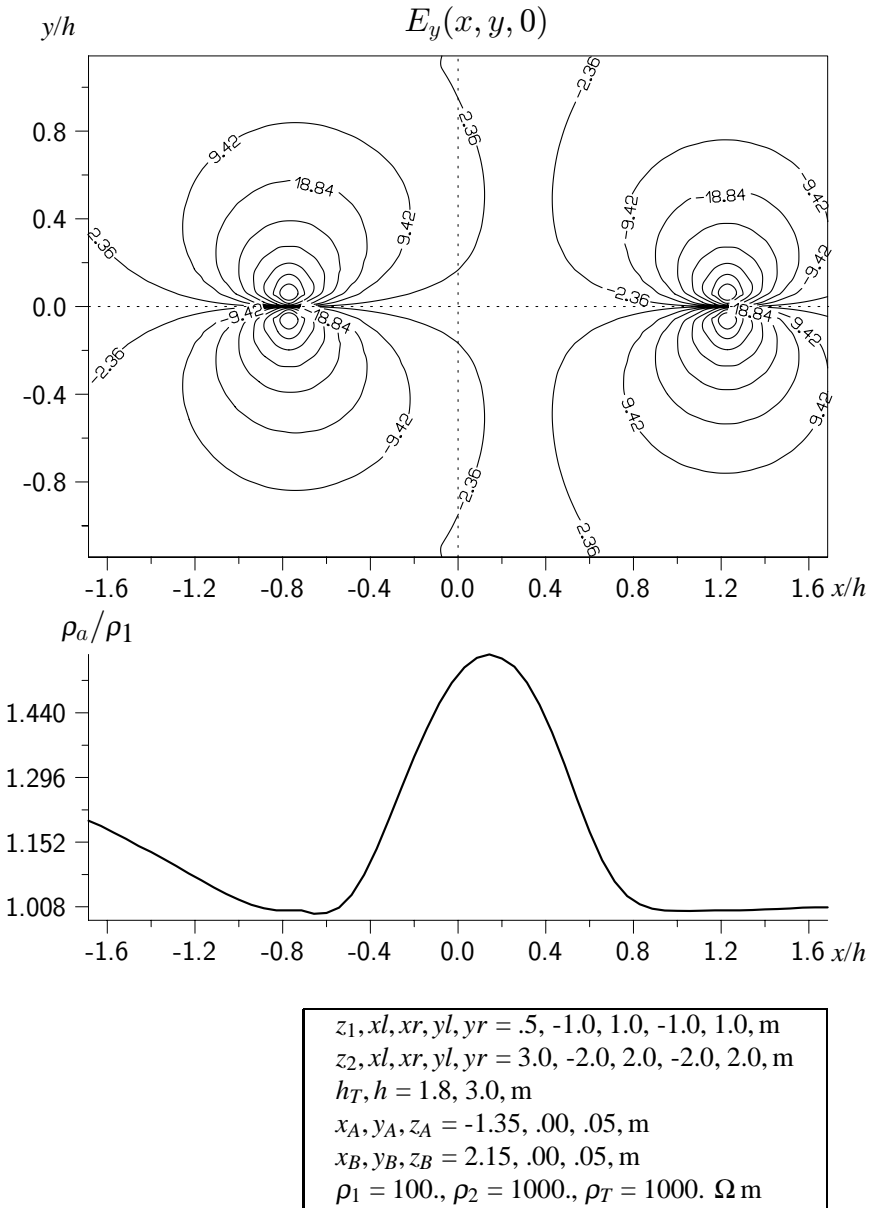 y/h
E_y(x, y, 0)
-2.36
2.36
9.42
18.84
9.42
2.36
-9.42
-18.84
-9.42
-9.42
-2.36
0.8
0.4
0.0
-0.4
-0.8
-9.42
-18.84
-2.36
18.84
9.42
-2.36
-9.42
-2.36
9.42
9.42
2.36
-1.6 -1.2 -0.8 -0.4 0.0 0.4 0.8 1.2 1.6 x/h
ρ_a/ρ_1
1.440
1.296
1.152
1.008
-1.6 -1.2 -0.8 -0.4 0.0 0.4 0.8 1.2 1.6 x/h
z_1, xl, xr, yl, yr = .5, -1.0, 1.0, -1.0, 1.0, m
z_2, xl, xr, yl, yr = 3.0, -2.0, 2.0, -2.0, 2.0, m
h_T, h = 1.8, 3.0, m
x_A, y_A, z_A = -1.35, .00, .05, m
x_B, y_B, z_B = 2.15, .00, .05, m
ρ_1 = 100., ρ_2 = 1000., ρ_T = 1000. Ω m